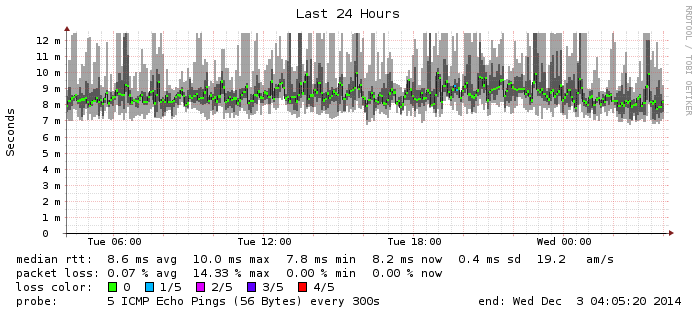 Last 24 Hours
RRDTOOL / TOBI OETIKER
Seconds
12 m
11 m
10 m
9 m
8 m
7 m
6 m
5 m
4 m
3 m
2 m
1 m
0
Tue 06:00 Tue 12:00 Tue 18:00 Wed 00:00
median rtt: 8.6 ms avg 10.0 ms max 7.8 ms min 8.2 ms now 0.4 ms sd 19.2 am/s
packet loss: 0.07 % avg 14.33 % max 0.00 % min 0.00 % now
loss color: 0 1/5 2/5 3/5 4/5
probe: 5 ICMP Echo Pings (56 Bytes) every 300s end: Wed Dec 3 04:05:20 2014